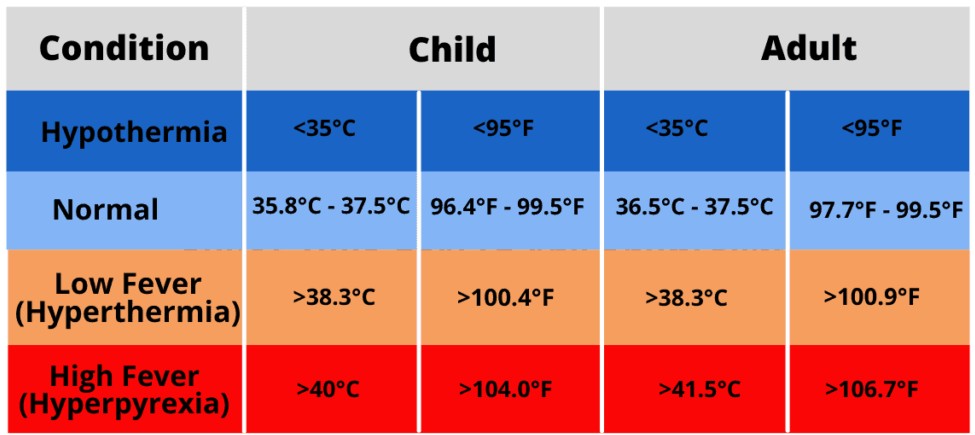 Condition Child Adult
Hypothermia <35°C <95°F <35°C <95°F
Normal 35.8°C - 37.5°C 96.4°F - 99.5°F 36.5°C - 37.5°C 97.7°F - 99.5°F
Low Fever
(Hyperthermia) >38.3°C >100.4°F >38.3°C >100.9°F
High Fever
(Hyperpyrexia) >40°C >104.0°F >41.5°C >106.7°F